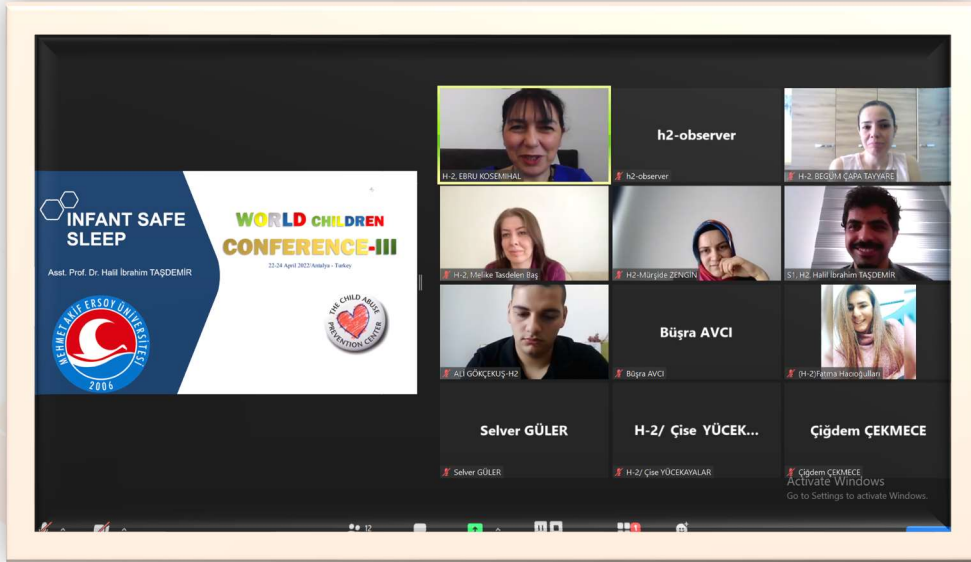 INFANT SAFE
SLEEP
Asst. Prof. Dr. Halil İbrahim TAŞDEMİR
MEHMET AKİF ERSOY ÜNİVERSİTESİ
2006
WORLD CHILDREN
CONFERENCE-III
22-24 April 2022/Antalya - Turkey
THE CHILD ABUSE
PREVENTION CENTER
H-2, EBRU KOSEMIHAL
h2-observer
h2-observer
H-2. BEGÜM ÇAPA TAYYARE
H-2. Melike Tasdelen Baş
H2-Mürşide ZENGİN
S1, H2. Halil İbrahim TAŞDEMİR
ALİ GÖKÇEKUŞ-H2
Büşra AVCI
Büşra AVCI
(H-2)Fatma Hacıoğulları
Selver GÜLER
Selver GÜLER
H-2/ Çise YÜCEK...
H-2/ Çise YÜCEKAYALAR
Çiğdem ÇEKMECE
Çiğdem ÇEKMECE
Activate Windows
Go to Settings to activate Windows.
12
1